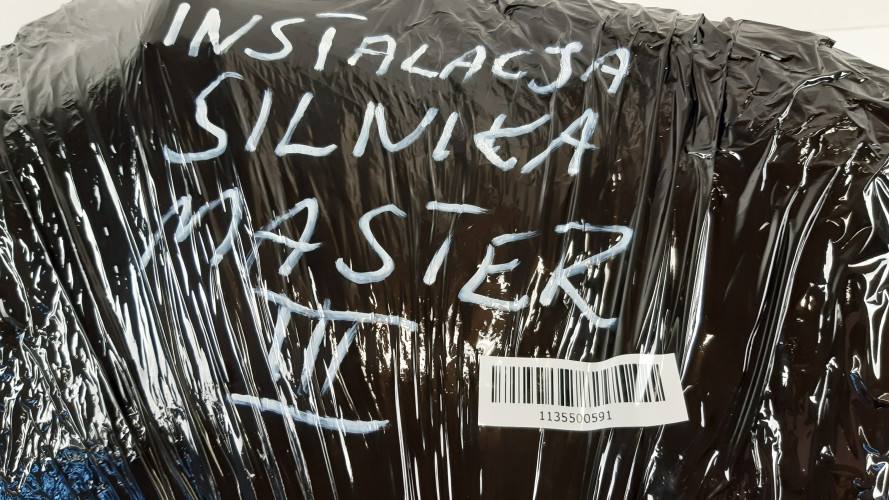 INSTALACJA
SILNIKA
MASTER
III
1135500591